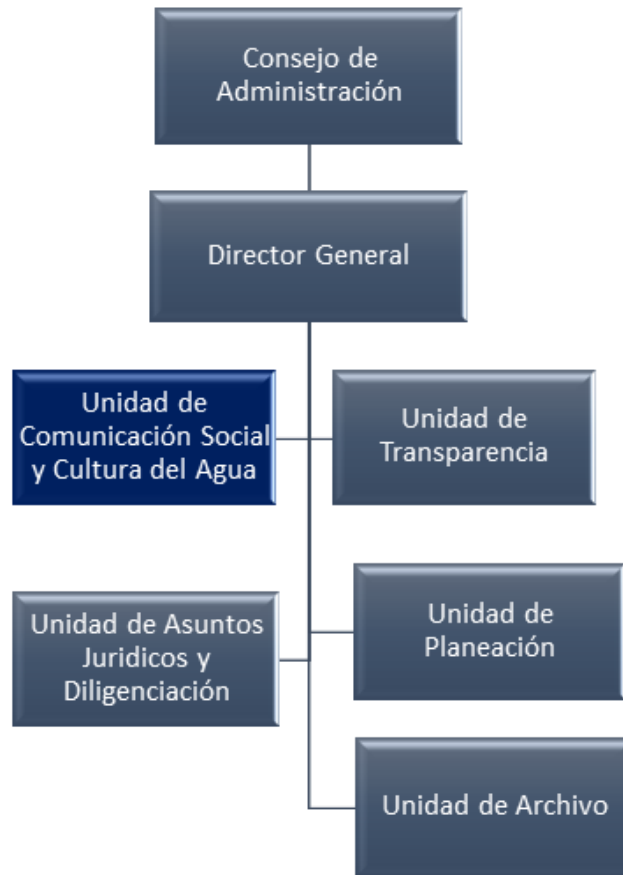 Consejo de
Administración
Director General
Unidad de
Comunicación Social
y Cultura del Agua
Unidad de
Transparencia
Unidad de Asuntos
Juridicos y
Diligenciación
Unidad de
Planeación
Unidad de Archivo